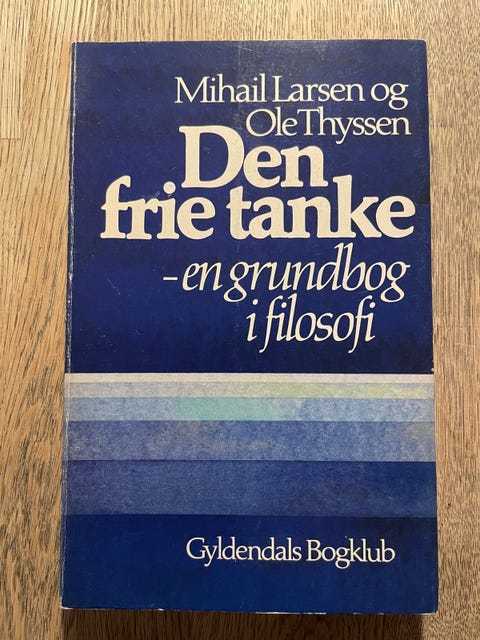 Mihail Larsen og
Ole Thyssen
Den
frie tanke
- en grundbog
i filosofi
Gyldendals Bogklub